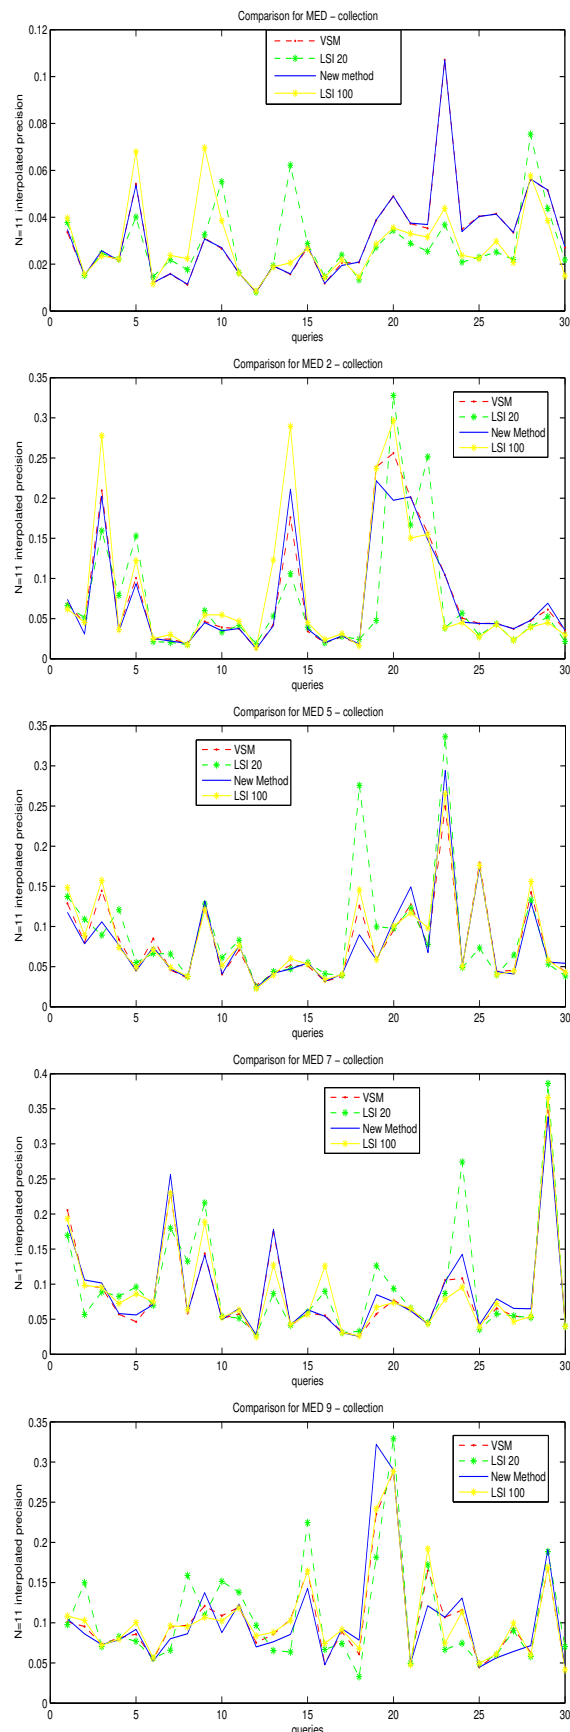 Comparison for MED − collection
N=11 interpolated precision
0.12
0.1
0.08
0.06
0.04
0.02
0
VSM
LSI 20
New method
LSI 100
0 5 10 15 20 25 30
queries
Comparison for MED 2 − collection
N=11 interpolated precision
0.35
0.3
0.25
0.2
0.15
0.1
0.05
0
VSM
LSI 20
New Method
LSI 100
0 5 10 15 20 25 30
queries
Comparison for MED 5 − collection
N=11 interpolated precision
0.35
0.3
0.25
0.2
0.15
0.1
0.05
0
VSM
LSI 20
New Method
LSI 100
0 5 10 15 20 25 30
queries
Comparison for MED 7 − collection
N=11 interpolated precision
0.4
0.35
0.3
0.25
0.2
0.15
0.1
0.05
0
VSM
LSI 20
New Method
LSI 100
0 5 10 15 20 25 30
queries
Comparison for MED 9 − collection
N=11 interpolated precision
0.35
0.3
0.25
0.2
0.15
0.1
0.05
0
VSM
LSI 20
New Method
LSI 100
0 5 10 15 20 25 30
queries